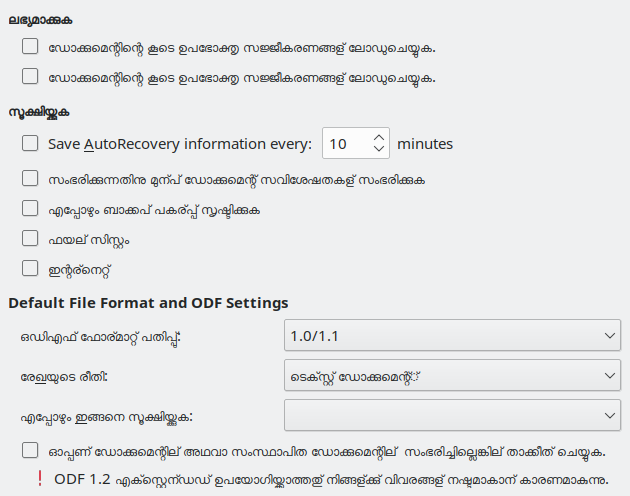 ലഭ്യമാക്കുക
ഡോക്കുമെന്റിന്റെ കൂടെ ഉപഭോക്തൃ സജ്ജീകരണങ്ങള് ലോഡുചെയ്യുക.
ഡോക്കുമെന്റിന്റെ കൂടെ ഉപഭോക്തൃ സജ്ജീകരണങ്ങള് ലോഡുചെയ്യുക.
സൂക്ഷിയ്ക്കുക
Save AutoRecovery information every: 10 minutes
സംഭരിക്കുന്നതിനു മുന്പ് ഡോക്കുമെന്റ് സവിശേഷതകള് സംഭരിക്കുക
എപ്പോഴും ബാക്കപ് പകര്പ്പ് സൃഷ്ടിക്കുക
ഫയല് സിസ്റ്റം
ഇന്റര്നെറ്റ്
Default File Format and ODF Settings
ഒഡിഎഫ് ഫോര്മാറ്റ് പതിപ്പു്: 1.0/1.1
രേഖയുടെ രീതി: ടെക്സ്റ്റ് ഡോക്കുമെന്റ്്
എപ്പോഴും ഇങ്ങനെ സൂക്ഷിയ്ക്കുക:
ഓപ്പണ് ഡോക്കുമെന്റില് അഥവാ സംസ്ഥാപിത ഡോക്കുമെന്റില് സംഭരിച്ചില്ലെങ്കില് താക്കീത് ചെയ്യുക.
ODF 1.2 എക്സ്റ്റെന്ഡഡ് ഉപയോഗിയ്ക്കാത്തതു് നിങ്ങള്ക്കു് വിവരങ്ങള് നഷ്ടമാകാന് കാരണമാകുന്നു.